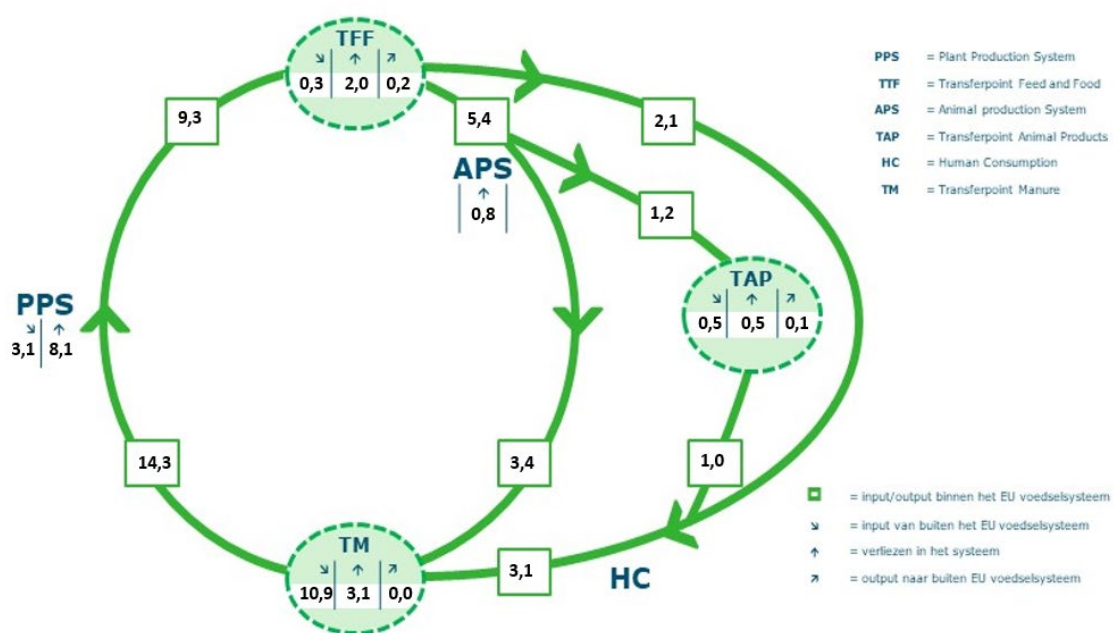 TFF
0,3 2,0 0,2
9,3
5,4
2,1
APS
0,8
1,2
TAP
0,5 0,5 0,1
PPS
3,1 8,1
14,3
3,4
1,0
TM
10,9 3,1 0,0
3,1
HC
PPS = Plant Production System
TTF = Transferpoint Feed and Food
APS = Animal production System
TAP = Transferpoint Animal Products
HC = Human Consumption
TM = Transferpoint Manure
= input/output binnen het EU voedselsysteem
= input van buiten het EU voedselsysteem
= verliezen in het systeem
= output naar buiten EU voedselsysteem